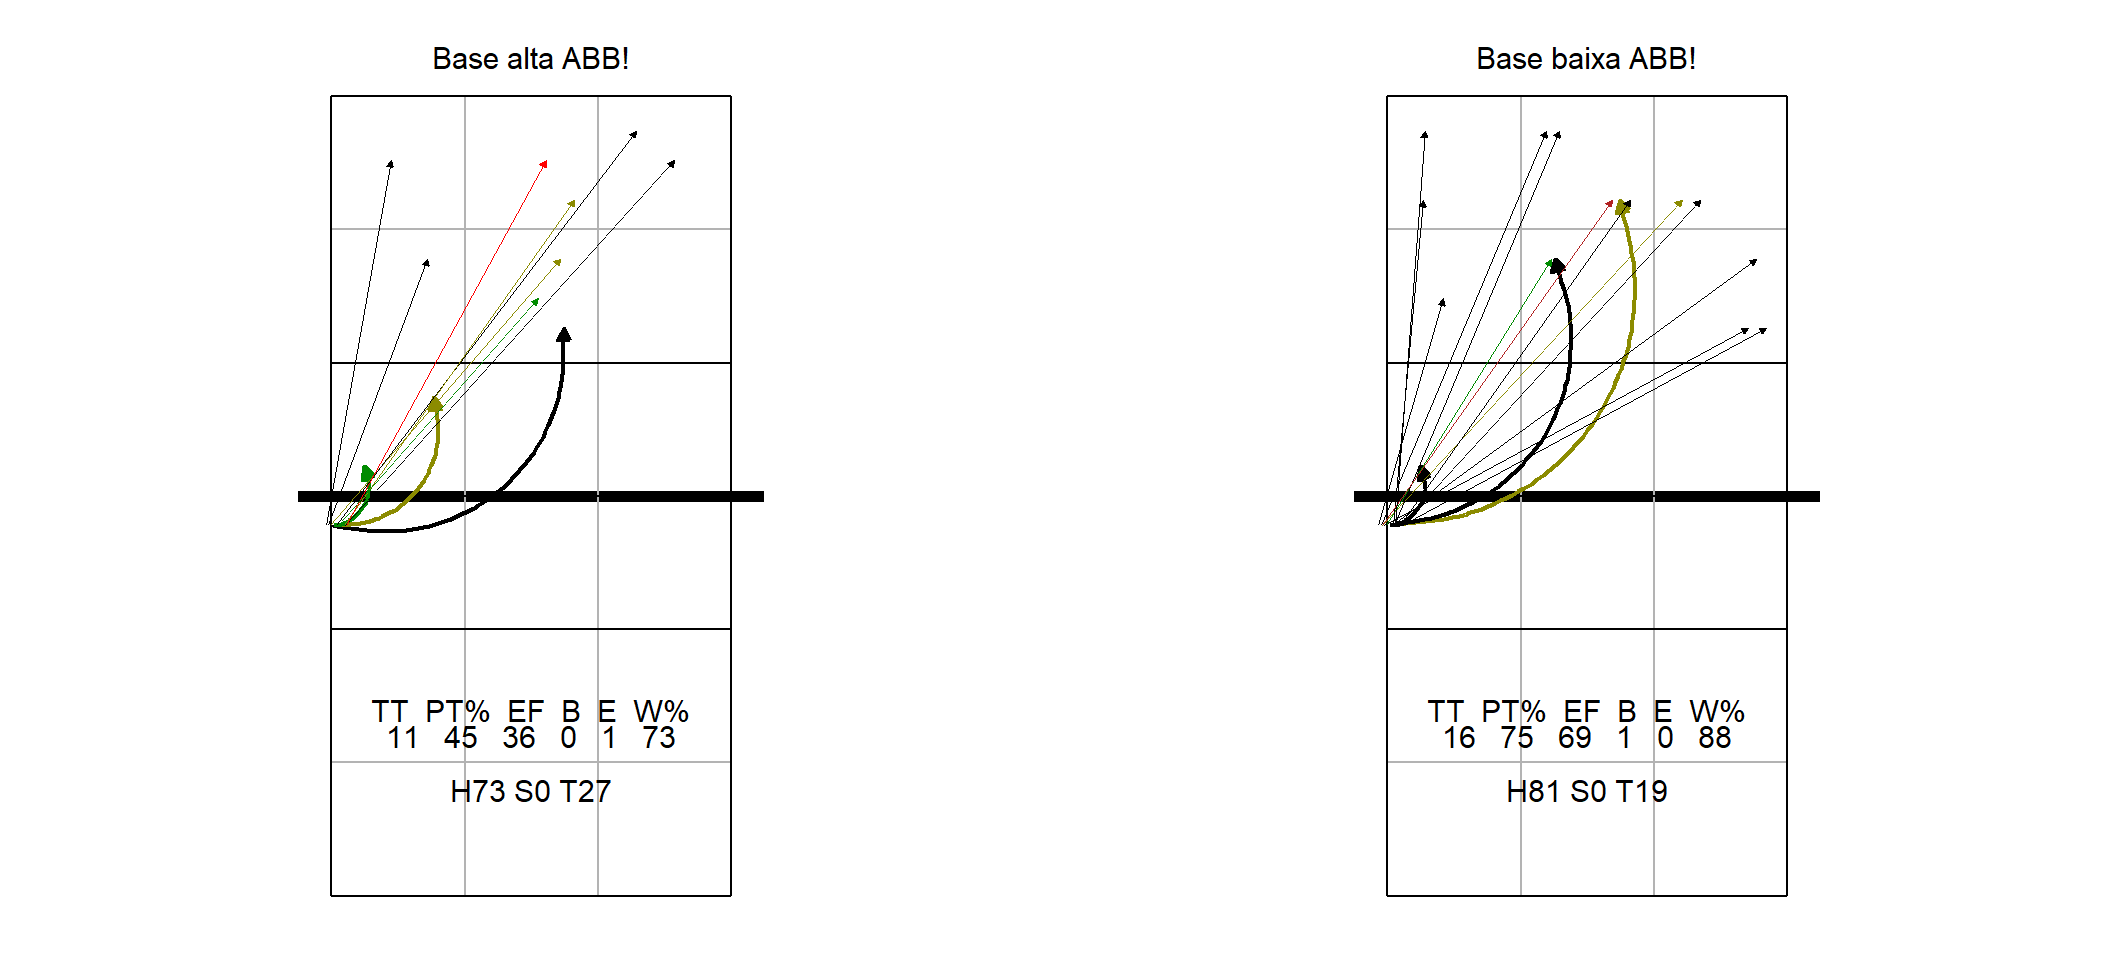 Base alta ABB!
TT PT% EF B E W%
11 45 36 0 1 73
H73 S0 T27
Base baixa ABB!
TT PT% EF B E W%
16 75 69 1 0 88
H81 S0 T19